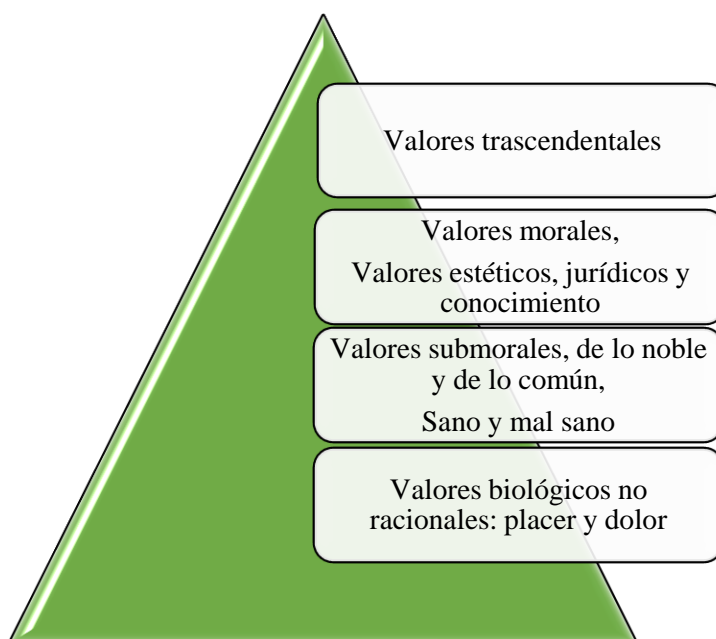 Valores trascendentales
Valores morales,
Valores estéticos, jurídicos y
conocimiento
Valores submorales, de lo noble
y de lo común,
Sano y mal sano
Valores biológicos no
racionales: placer y dolor